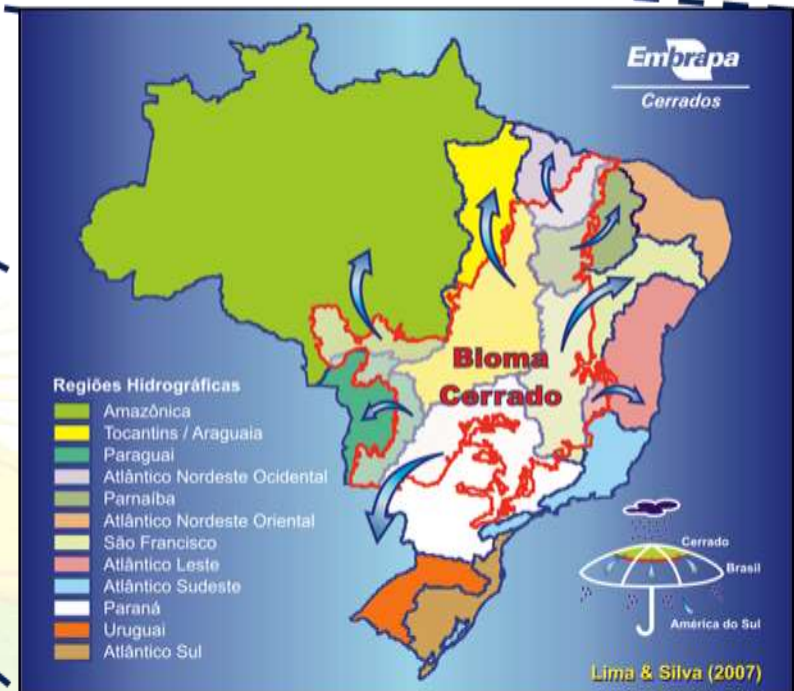 Embrapa
Cerrados
Bioma
Cerrado
Regiões Hidrográficas
Amazônica
Tocantins / Araguaia
Paraguai
Atlântico Nordeste Ocidental
Parnaíba
Atlântico Nordeste Oriental
São Francisco
Atlântico Leste
Atlântico Sudeste
Paraná
Uruguai
Atlântico Sul
Cerrado
Brasil
América do Sul
Lima & Silva (2007)